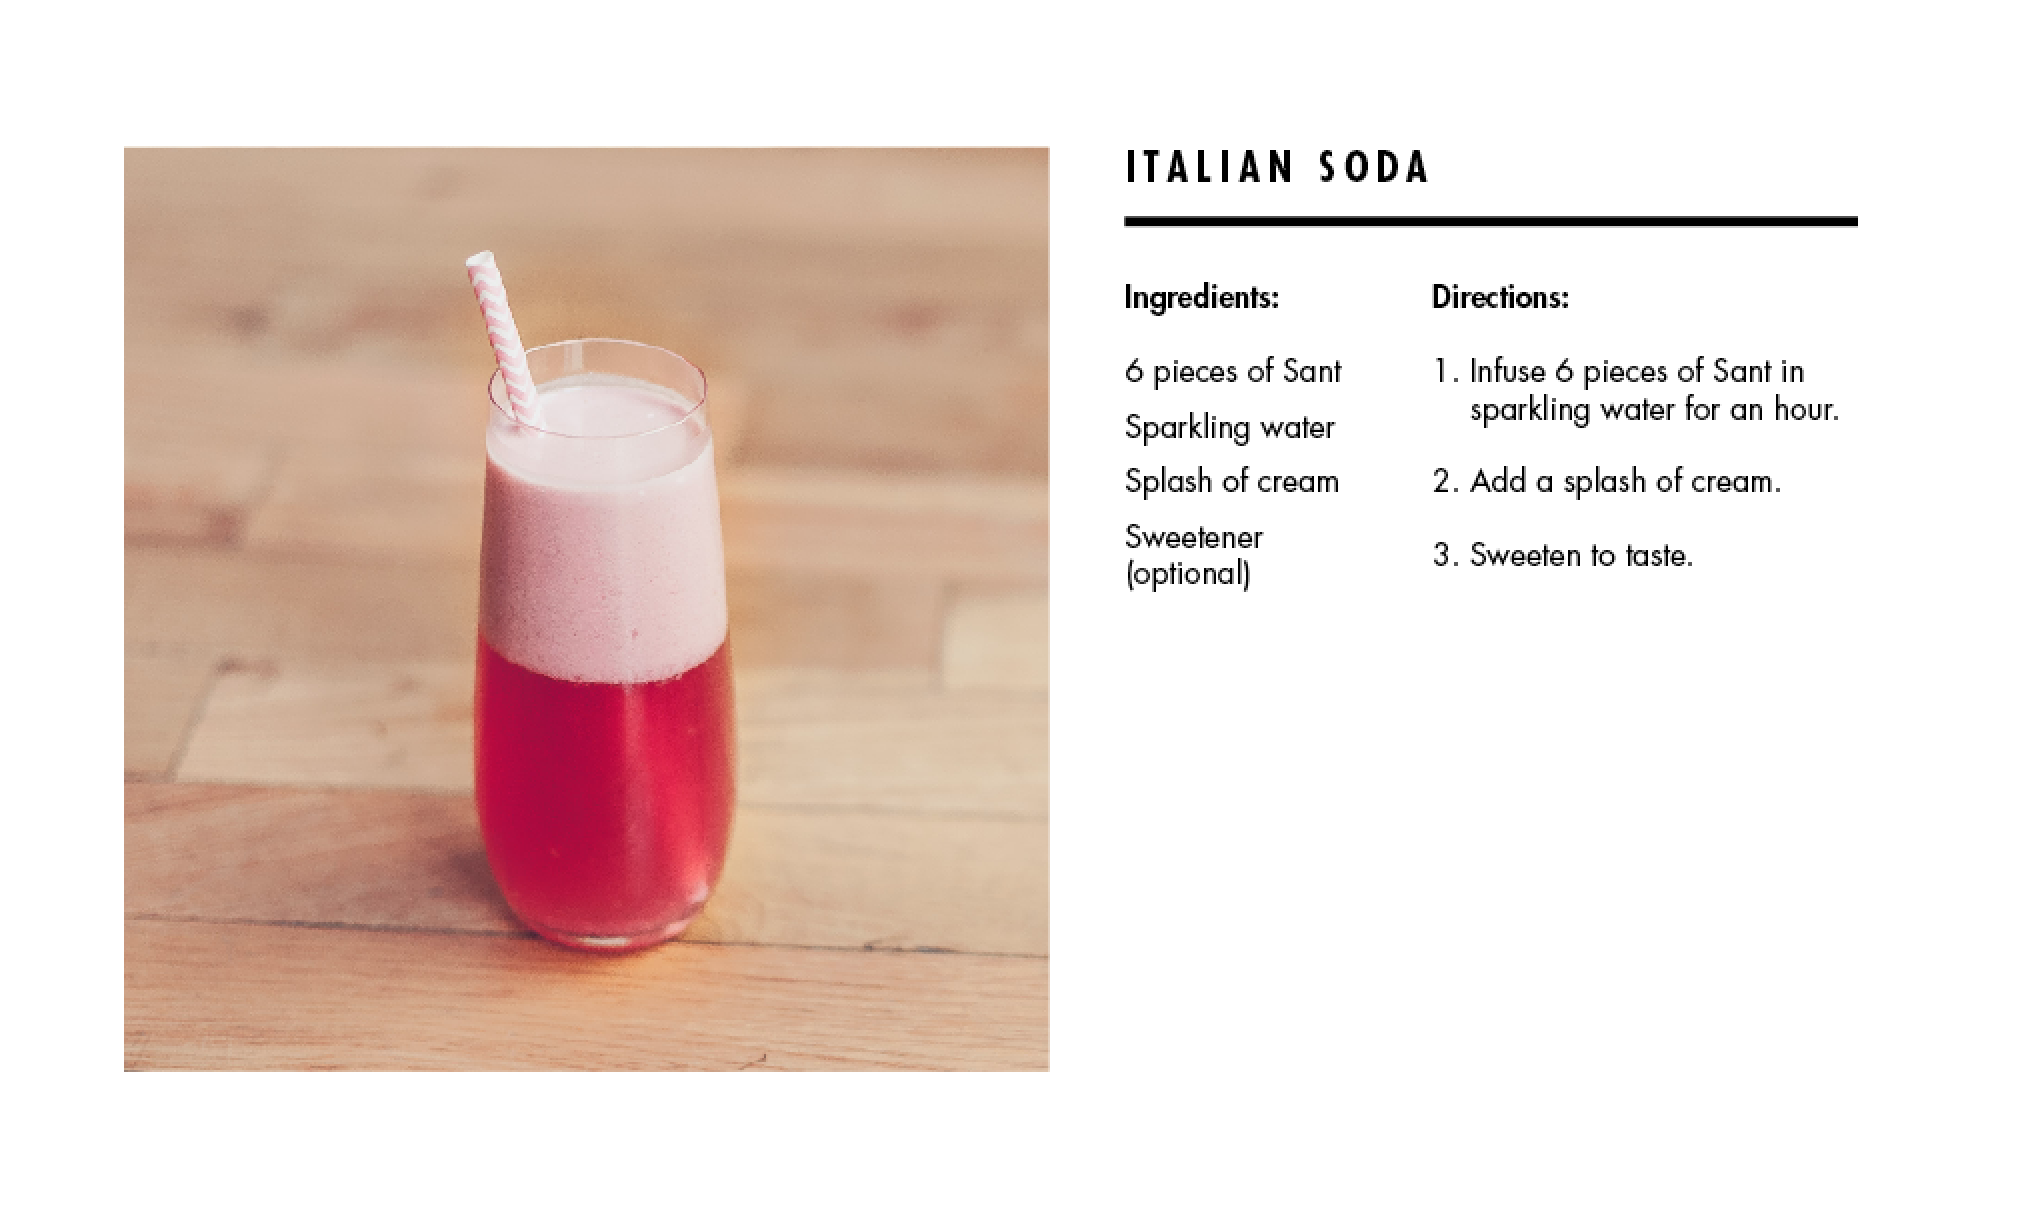 ITALIAN SODA
Ingredients:
6 pieces of Sant
Sparkling water
Splash of cream
Sweetener
(optional)
Directions:
1. Infuse 6 pieces of Sant in
sparkling water for an hour.
2. Add a splash of cream.
3. Sweeten to taste.